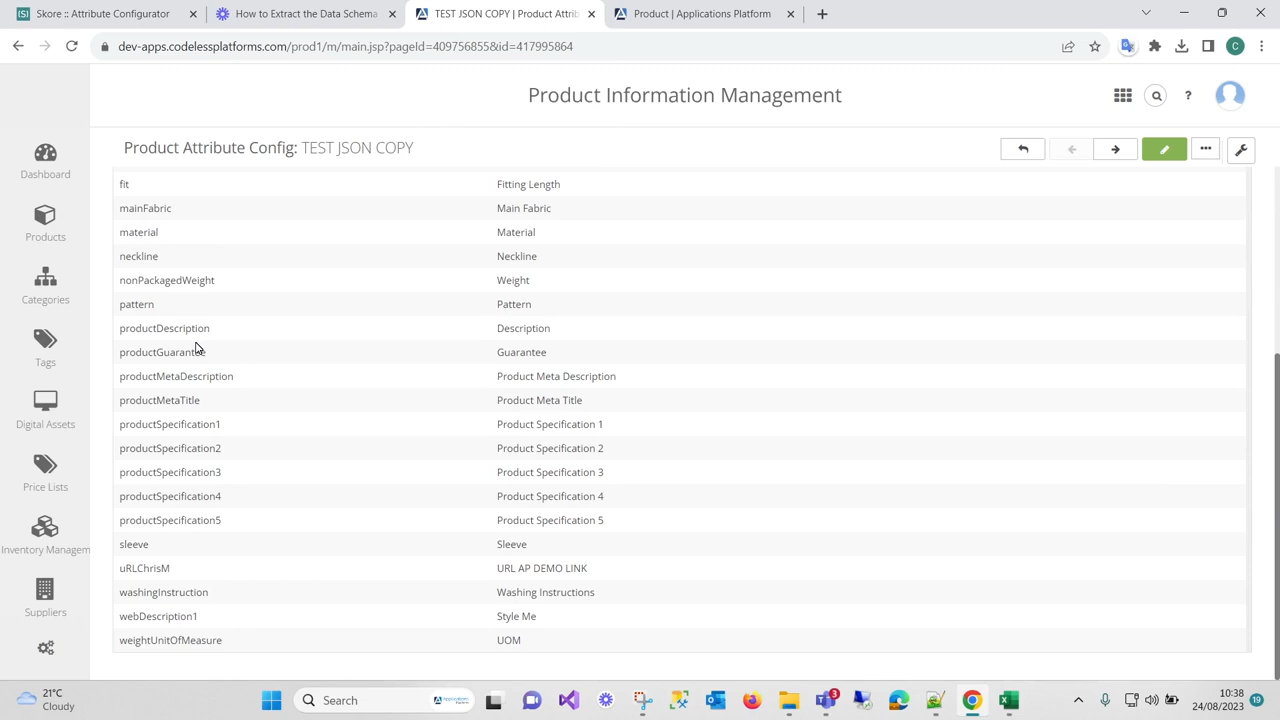 Skore :: Attribute Configurator
How to Extract the Data Schema
TEST JSON COPY | Product Attrib
Product | Applications Platform
dev-apps.codelessplatforms.com/prod1/m/main.jsp?pageId=409756855&id=417995864
C
Product Information Management
?
Product Attribute Config: TEST JSON COPY
Dashboard
Products
Categories
Tags
Digital Assets
Price Lists
Inventory Managem
Suppliers
fit Fitting Length
mainFabric Main Fabric
material Material
neckline Neckline
nonPackagedWeight Weight
pattern Pattern
productDescription Description
productGuarantee Guarantee
productMetaDescription Product Meta Description
productMetaTitle Product Meta Title
productSpecification1 Product Specification 1
productSpecification2 Product Specification 2
productSpecification3 Product Specification 3
productSpecification4 Product Specification 4
productSpecification5 Product Specification 5
sleeve Sleeve
uRLChrisM URL AP DEMO LINK
washingInstruction Washing Instructions
webDescription1 Style Me
weightUnitOfMeasure UOM
21°C
Cloudy
Search
3
10:38
24/08/2023
19